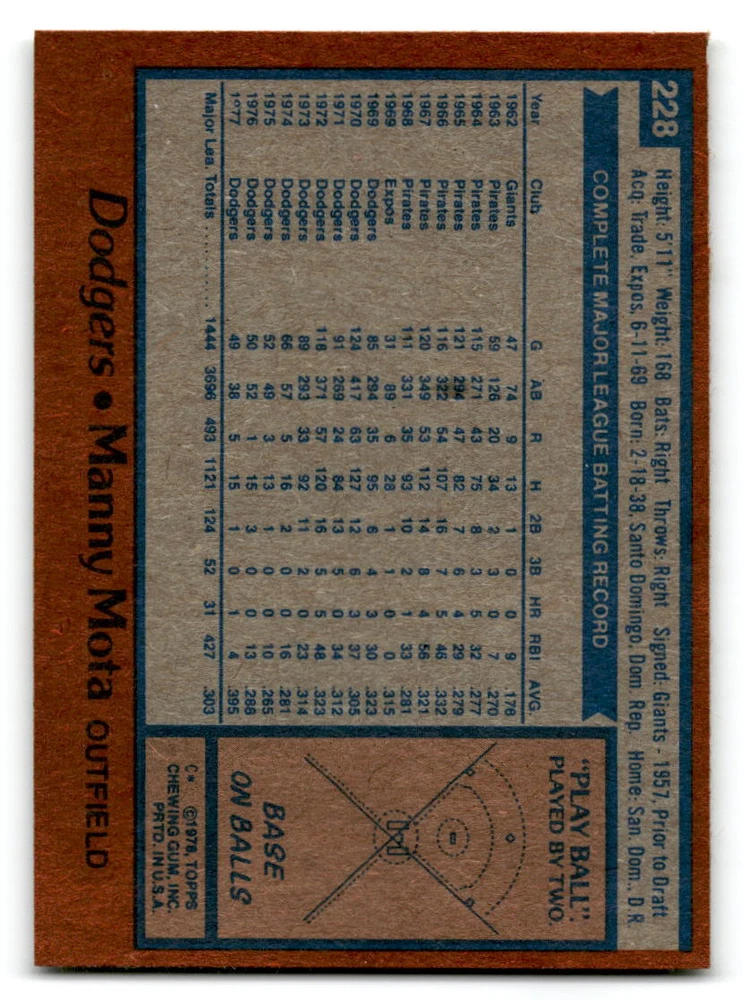 228
Height: 5'11" Weight: 168 Bats: Right Throws: Right Signed: Giants - 1957, Prior to Draft
Acq: Trade, Expos, 6-11-69 Born: 2-18-38, Santo Domingo, Dom Rep. Home: San. Dom., D.R.
COMPLETE MAJOR LEAGUE BATTING RECORD
Year Club G AB R H 2B 3B HR RBI AVG.
1962 Giants 47 74 9 13 1 0 0 9 .176
1963 Pirates 59 126 20 34 2 3 0 7 .270
1964 Pirates 115 271 43 75 8 3 5 32 .277
1965 Pirates 121 294 47 82 7 6 4 29 .279
1966 Pirates 116 322 54 107 16 7 5 46 .332
1967 Pirates 120 349 53 112 14 8 4 56 .321
1968 Pirates 111 331 35 93 10 2 1 33 .281
1969 Expos 31 89 6 28 1 1 0 0 .315
1969 Dodgers 85 294 35 95 6 4 3 30 .323
1970 Dodgers 124 417 63 127 12 6 3 37 .305
1971 Dodgers 91 269 24 84 13 5 0 34 .312
1972 Dodgers 118 371 57 120 16 5 5 48 .323
1973 Dodgers 89 293 33 92 11 2 0 23 .314
1974 Dodgers 66 57 5 16 2 0 0 16 .281
1975 Dodgers 52 49 3 13 1 0 0 10 .265
1976 Dodgers 50 52 1 15 3 0 0 13 .288
1977 Dodgers 49 38 5 15 1 0 1 4 .395
Major Lea. Totals ........ 1444 3696 493 1121 124 52 31 427 .303
"PLAY BALL"
PLAYED BY TWO.
BASE
ON BALLS
C* ©1978, TOPPS
CHEWING GUM, INC.
PRTD. IN U.S.A.
Dodgers • Manny Mota OUTFIELD